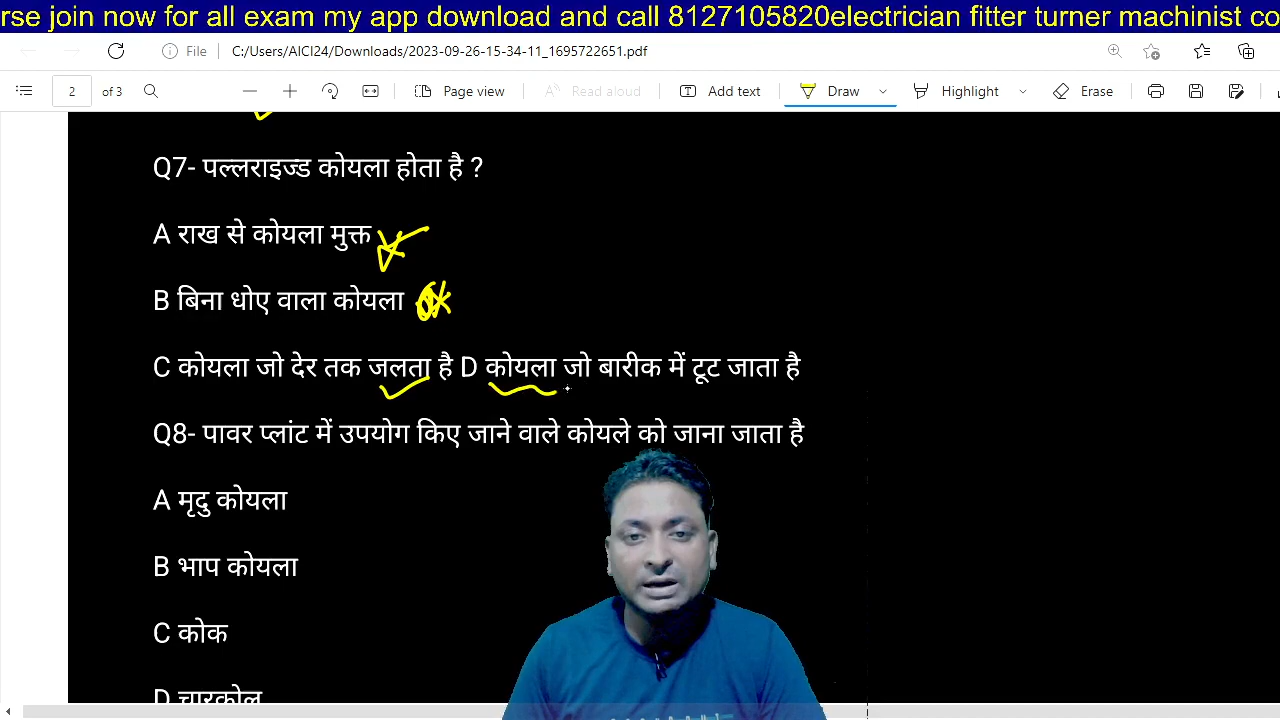 rse join now for all exam my app download and call 8127105820electrician fitter turner machinist co
File C:/Users/AICI24/Downloads/2023-09-26-15-34-11_1695722651.pdf
2 of 3 Page view Read aloud Add text Draw Highlight Erase
Q7- पल्लराइज्ड कोयला होता है ?
A राख से कोयला मुक्त
B बिना धोए वाला कोयला
C कोयला जो देर तक जलता है D कोयला जो बारीक में टूट जाता है
Q8- पावर प्लांट में उपयोग किए जाने वाले कोयले को जाना जाता है
A मृदु कोयला
B भाप कोयला
C कोक
D चारकोल